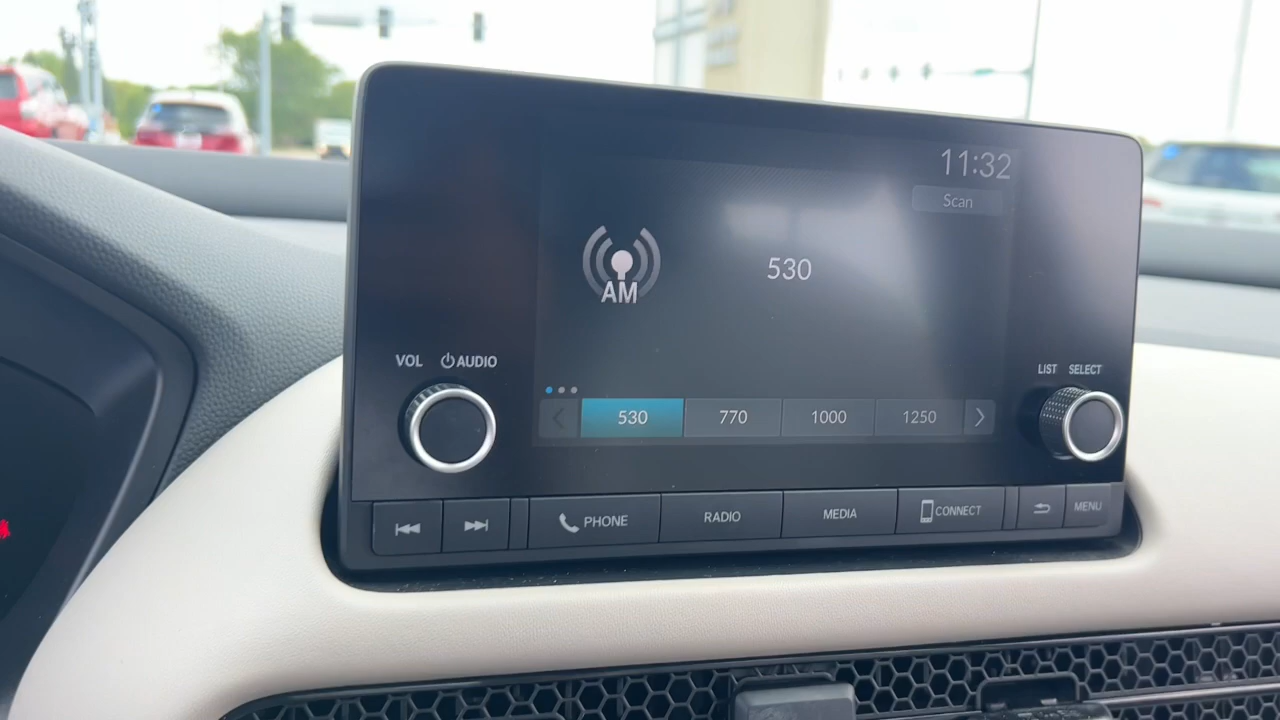 11:32
Scan
AM
530
VOL AUDIO
LIST SELECT
530 770 1000 1250
PHONE RADIO MEDIA CONNECT MENU